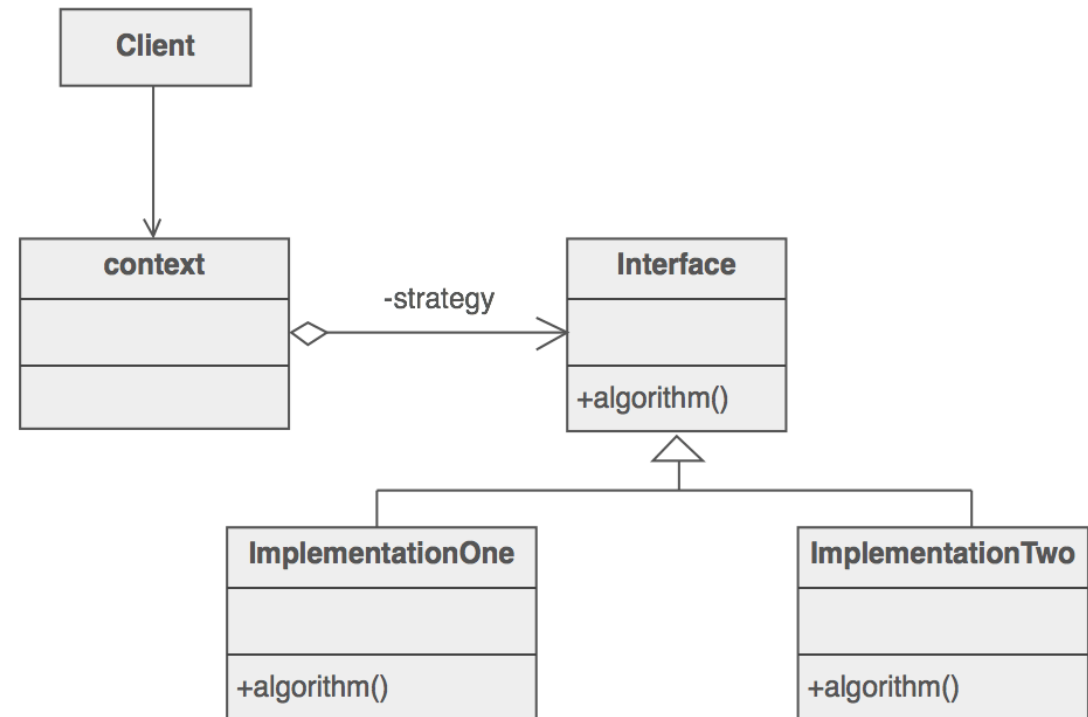 Client
context
-strategy
Interface
+algorithm()
ImplementationOne
+algorithm()
ImplementationTwo
+algorithm()